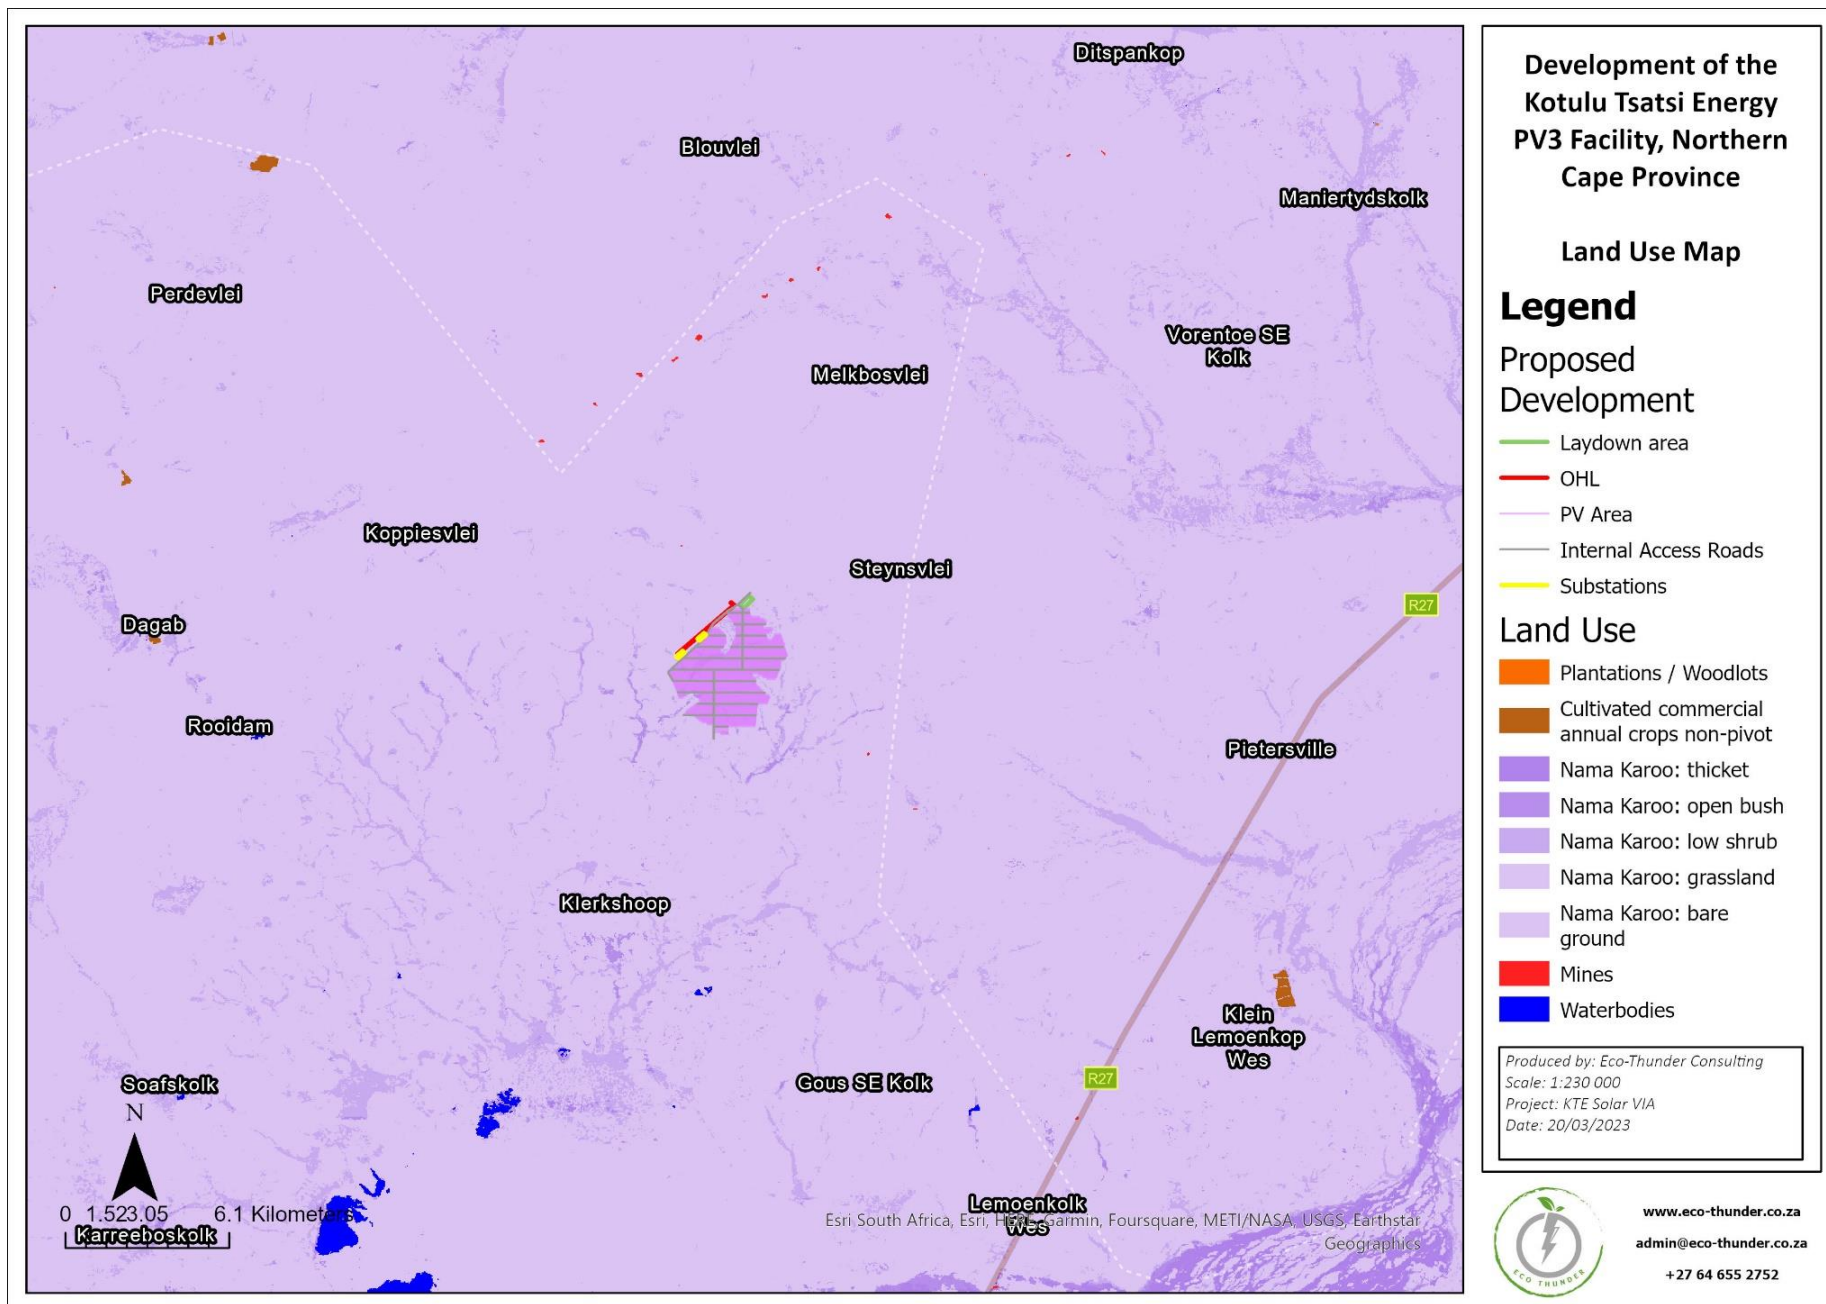 Ditspankop
Blouvlei
Maniertydskolk
Perdevlei
Vorentoe SE
Kolk
Melkbosvlei
Koppiesvlei
Steynsvlei
R27
Dagab
Rooidam
Pietersville
Klerkshoop
Klein
Lemoenkop
Wes
R27
Gous SE Kolk
Soafskolk
N
Lemoenkolk
Wes
0 1.523.05 6.1 Kilometers
Karreeboskolk
Esri South Africa, Esri, HERE, Garmin, Foursquare, METI/NASA, USGS, Earthstar
Geographics
Development of the
Kotulu Tsatsi Energy
PV3 Facility, Northern
Cape Province
Land Use Map
Legend
Proposed
Development
Laydown area
OHL
PV Area
Internal Access Roads
Substations
Land Use
Plantations / Woodlots
Cultivated commercial
annual crops non-pivot
Nama Karoo: thicket
Nama Karoo: open bush
Nama Karoo: low shrub
Nama Karoo: grassland
Nama Karoo: bare
ground
Mines
Waterbodies
Produced by: Eco-Thunder Consulting
Scale: 1:230 000
Project: KTE Solar VIA
Date: 20/03/2023
ECO THUNDER
www.eco-thunder.co.za
admin@eco-thunder.co.za
+27 64 655 2752